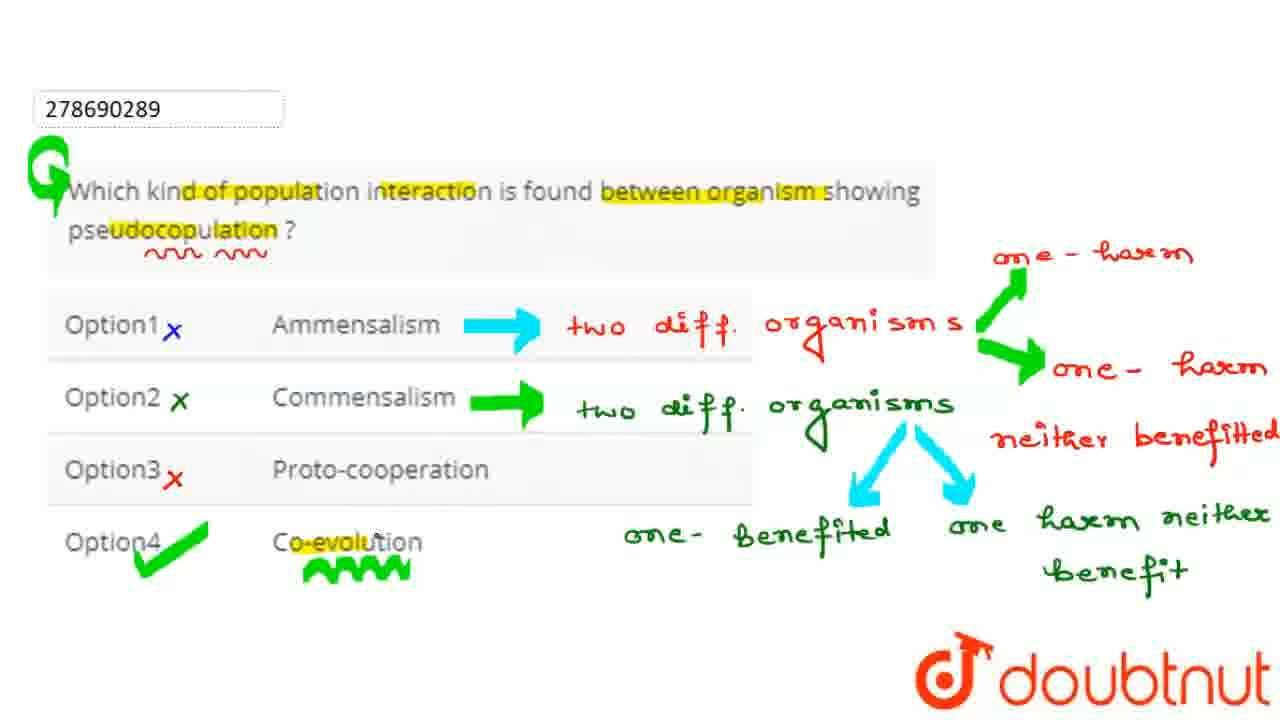 278690289
Which kind of population interaction is found between organism showing
pseudocopulation ?
one - harm
Option1 x Ammensalism two diff. organisms
one - harm
Option2 x Commensalism two diff. organisms
neither benefitted
Option3 x Proto-cooperation
one - benefited one harm neither
benefit
Option4 Co-evolution
doubtnut